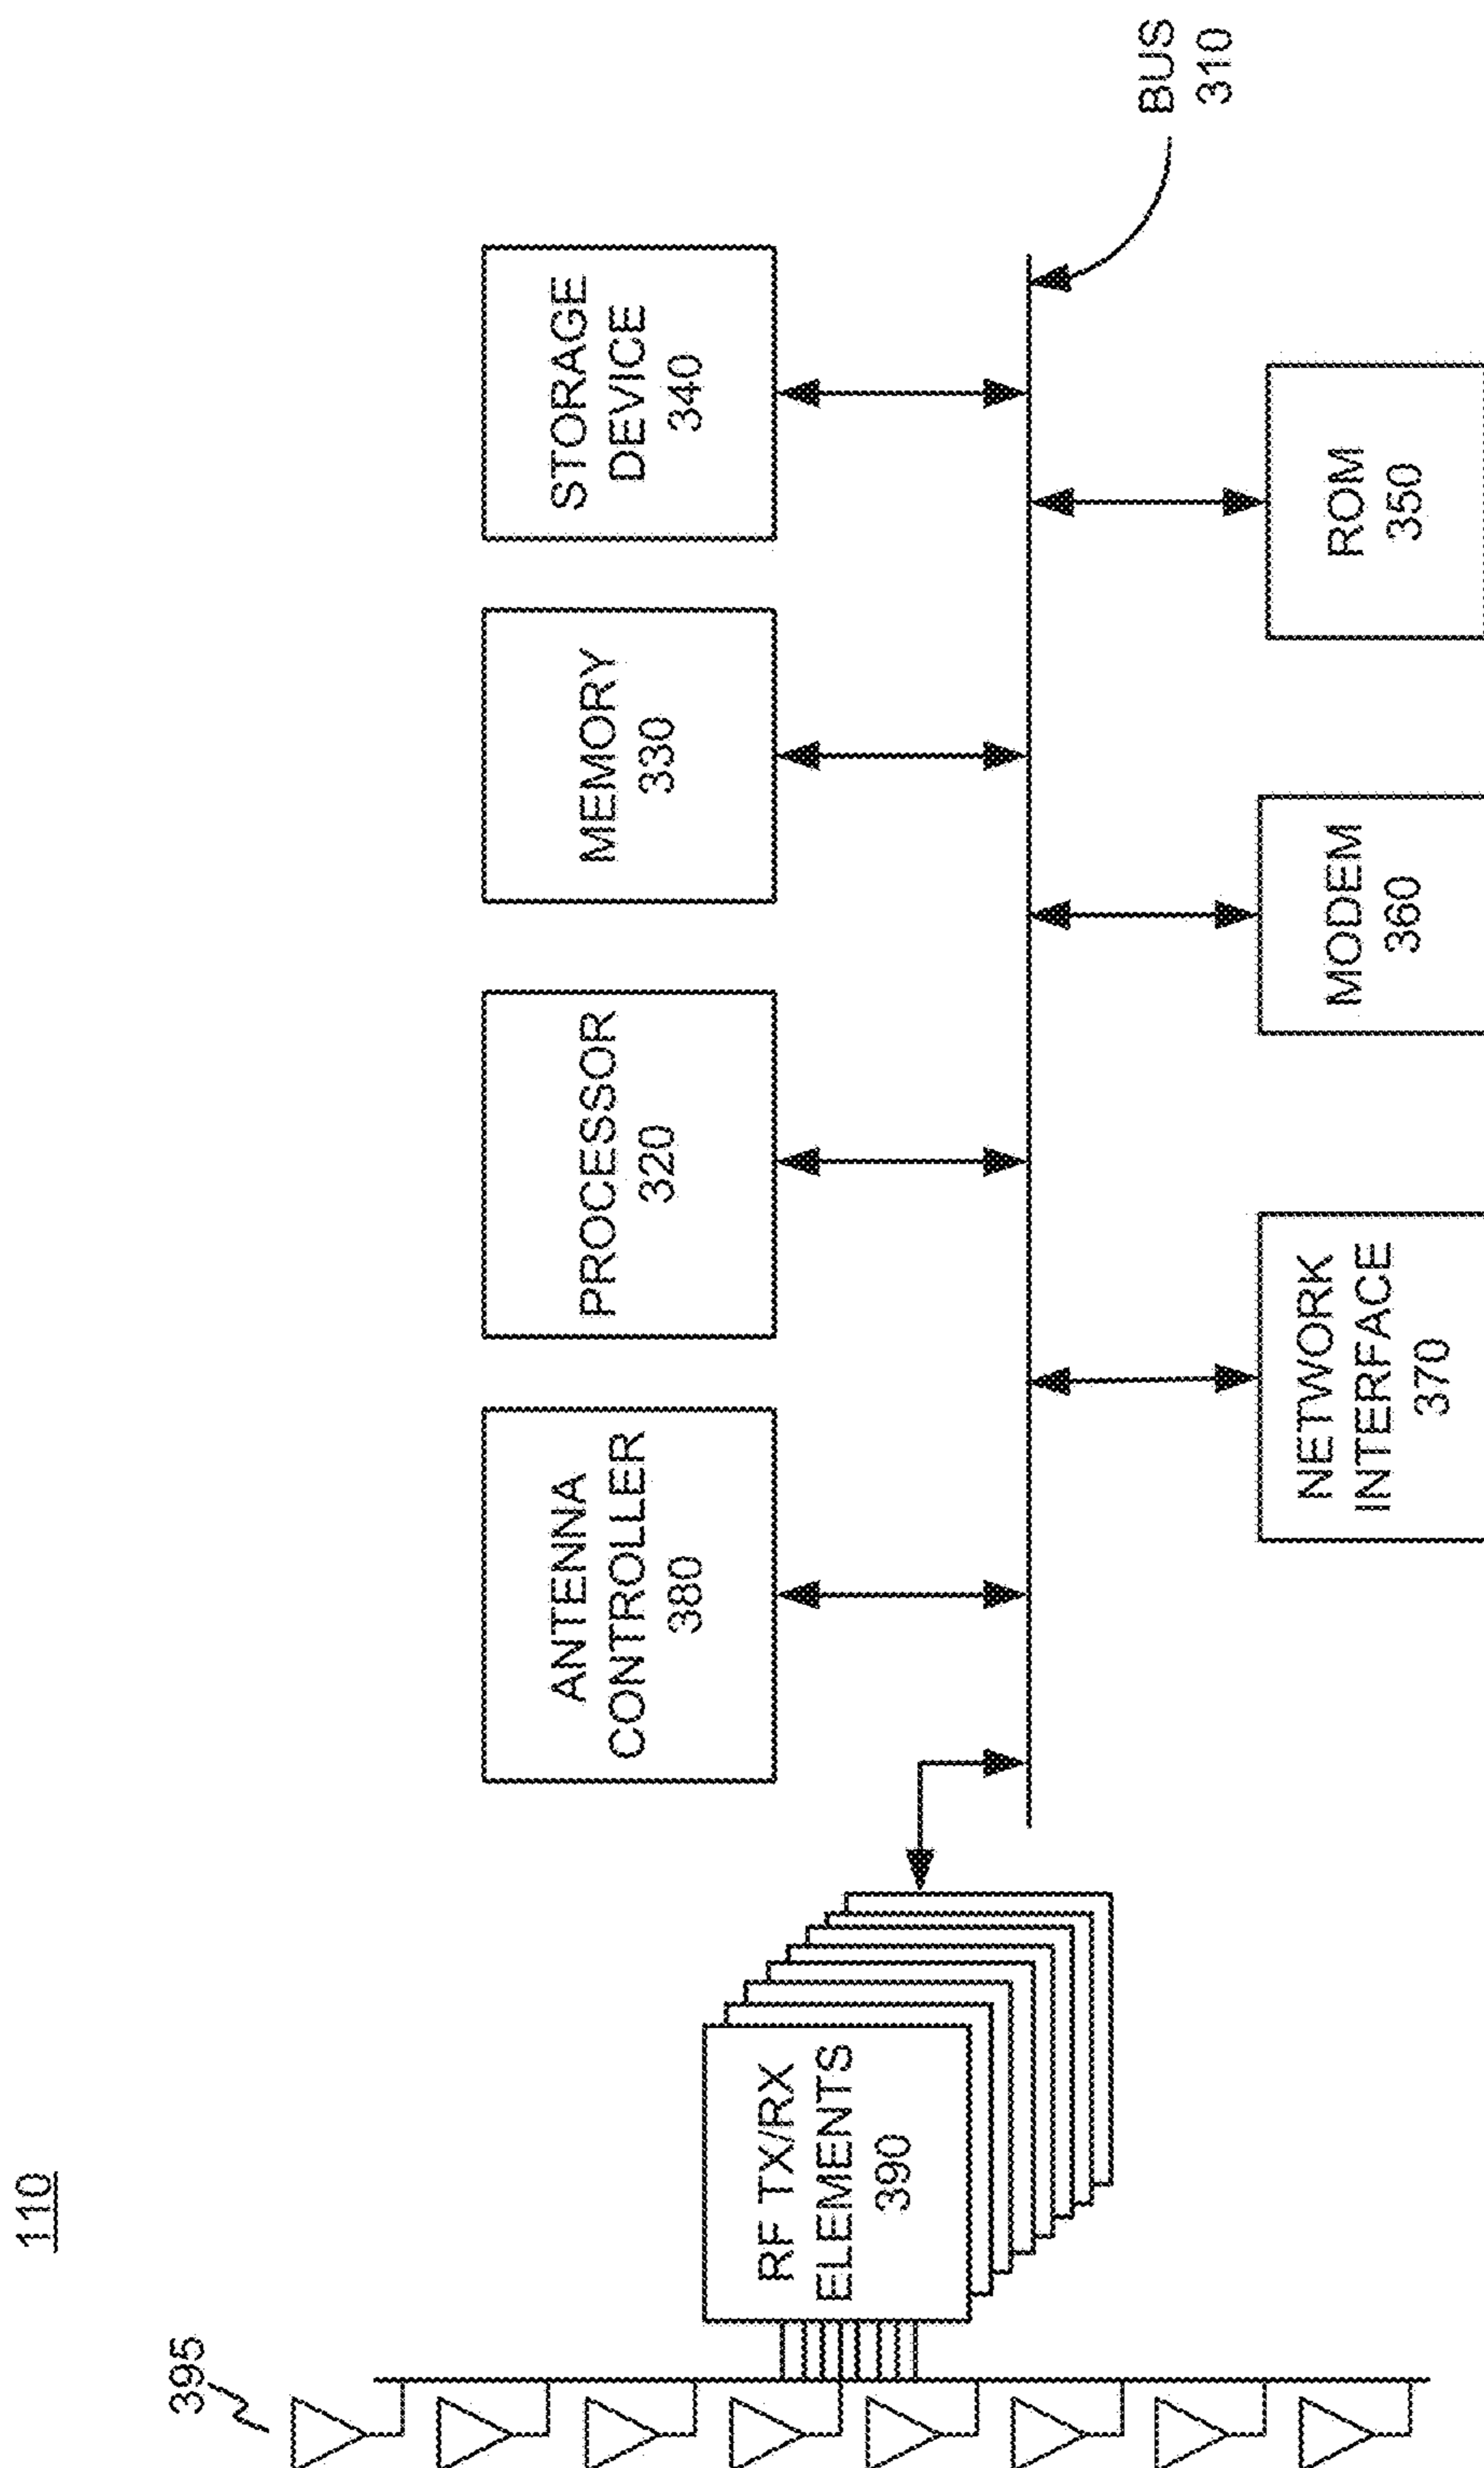 110
395
RF TX/RX
ELEMENTS
390
ANTENNA
CONTROLLER
380
PROCESSOR
320
MEMORY
330
STORAGE
DEVICE
340
NETWORK
INTERFACE
370
MODEM
360
ROM
350
BUS
310